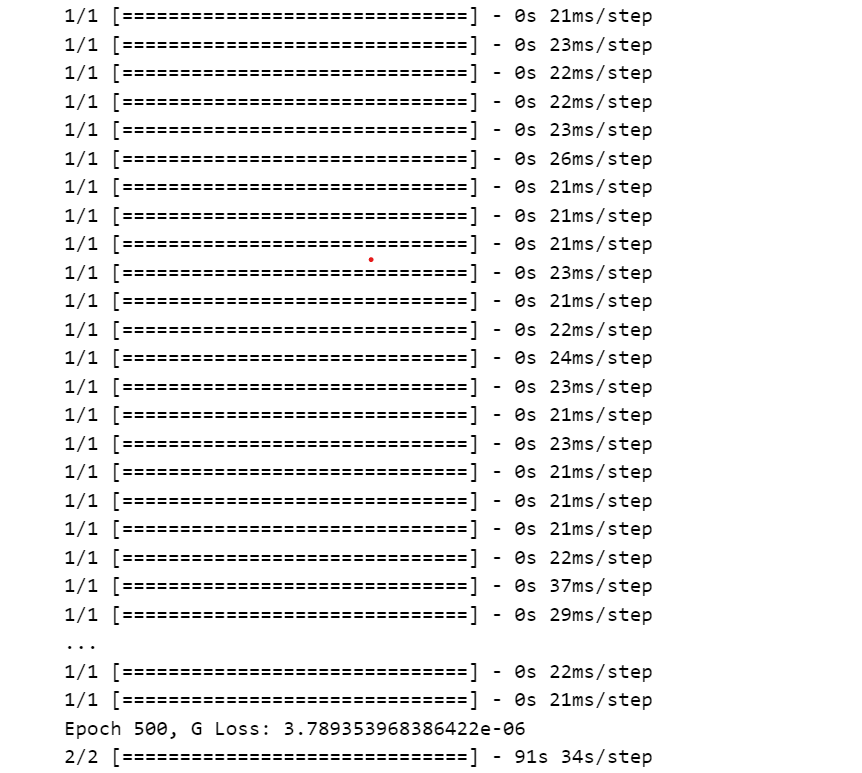 1/1 [==============================] - 0s 21ms/step
1/1 [==============================] - 0s 23ms/step
1/1 [==============================] - 0s 22ms/step
1/1 [==============================] - 0s 22ms/step
1/1 [==============================] - 0s 23ms/step
1/1 [==============================] - 0s 26ms/step
1/1 [==============================] - 0s 21ms/step
1/1 [==============================] - 0s 21ms/step
1/1 [==============================] - 0s 21ms/step
1/1 [==============================] - 0s 23ms/step
1/1 [==============================] - 0s 21ms/step
1/1 [==============================] - 0s 22ms/step
1/1 [==============================] - 0s 24ms/step
1/1 [==============================] - 0s 23ms/step
1/1 [==============================] - 0s 21ms/step
1/1 [==============================] - 0s 23ms/step
1/1 [==============================] - 0s 21ms/step
1/1 [==============================] - 0s 21ms/step
1/1 [==============================] - 0s 21ms/step
1/1 [==============================] - 0s 22ms/step
1/1 [==============================] - 0s 37ms/step
1/1 [==============================] - 0s 29ms/step
...
1/1 [==============================] - 0s 22ms/step
1/1 [==============================] - 0s 21ms/step
Epoch 500, G Loss: 3.789353968386422e-06
2/2 [==============================] - 91s 34s/step